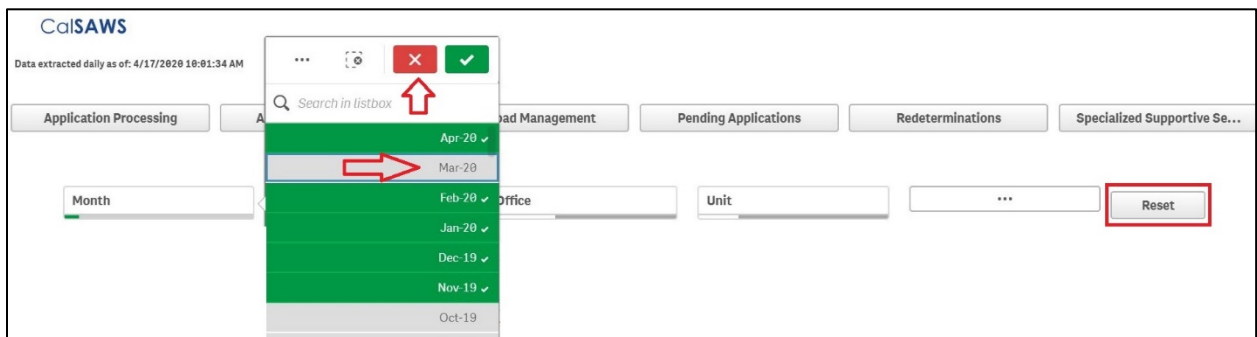 CalSAWS
Data extracted daily as of: 4/17/2020 10:01:34 AM
...
Search in listbox
Application Processing
A
oad Management
Pending Applications
Redeterminations
Specialized Supportive Se...
Apr-20
Mar-20
Month
Feb-20
Office
Unit
...
Reset
Jan-20
Dec-19
Nov-19
Oct-19